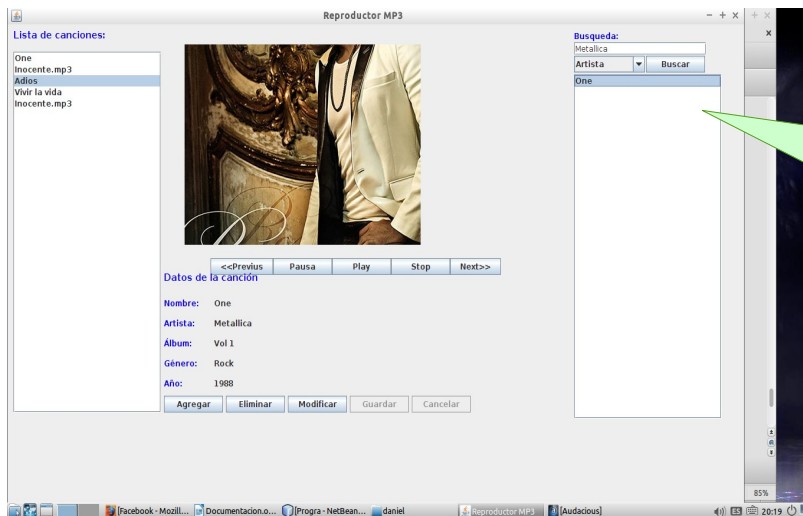 Reproductor MP3
Lista de canciones:
One
Inocente.mp3
Adios
Vivir la vida
Inocente.mp3
<<Previus Pausa Play Stop Next>>
Datos de la canción
Nombre: One
Artista: Metallica
Álbum: Vol 1
Género: Rock
Año: 1988
Agregar Eliminar Modificar Guardar Cancelar
Busqueda:
Metallica
Artista Buscar
One
85%
[Facebook - Mozill... Documentacion.o... [Progra - NetBean... daniel Reproductor MP3 [Audacious] ES 20:19